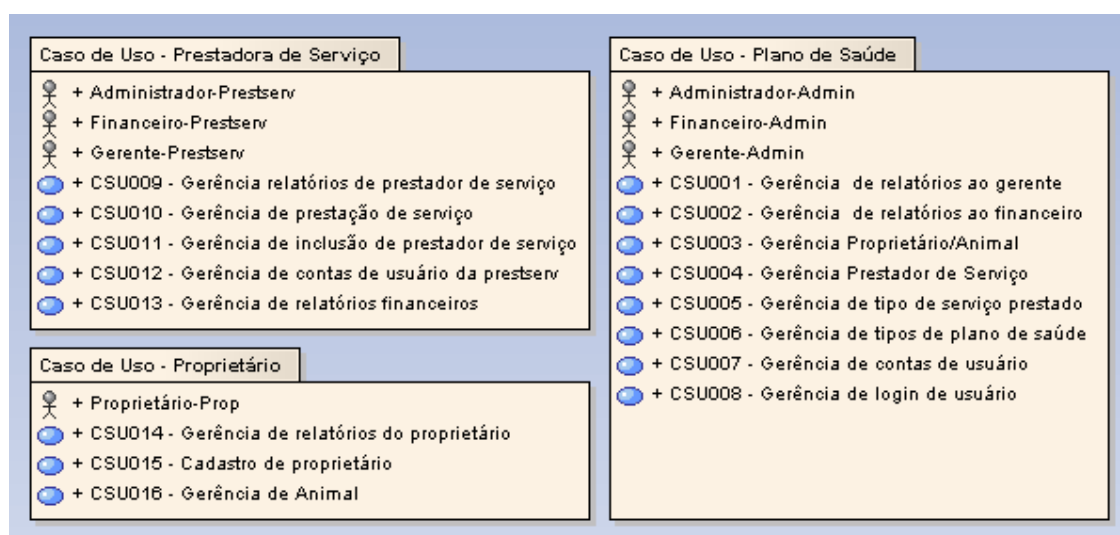 Caso de Uso - Prestadora de Serviço
+ Administrador-Prestserv
+ Financeiro-Prestserv
+ Gerente-Prestserv
+ CSU009 - Gerência relatórios de prestador de serviço
+ CSU010 - Gerência de prestação de serviço
+ CSU011 - Gerência de inclusão de prestador de serviço
+ CSU012 - Gerência de contas de usuário da prestserv
+ CSU013 - Gerência de relatórios financeiros
Caso de Uso - Proprietário
+ Proprietário-Prop
+ CSU014 - Gerência de relatórios do proprietário
+ CSU015 - Cadastro de proprietário
+ CSU016 - Gerência de Animal
Caso de Uso - Plano de Saúde
+ Administrador-Admin
+ Financeiro-Admin
+ Gerente-Admin
+ CSU001 - Gerência  de relatórios ao gerente
+ CSU002 - Gerência  de relatórios ao financeiro
+ CSU003 - Gerência Proprietário/Animal
+ CSU004 - Gerência Prestador de Serviço
+ CSU005 - Gerência de tipo de serviço prestado
+ CSU006 - Gerência de tipos de plano de saúde
+ CSU007 - Gerência de contas de usuário
+ CSU008 - Gerência de login de usuário